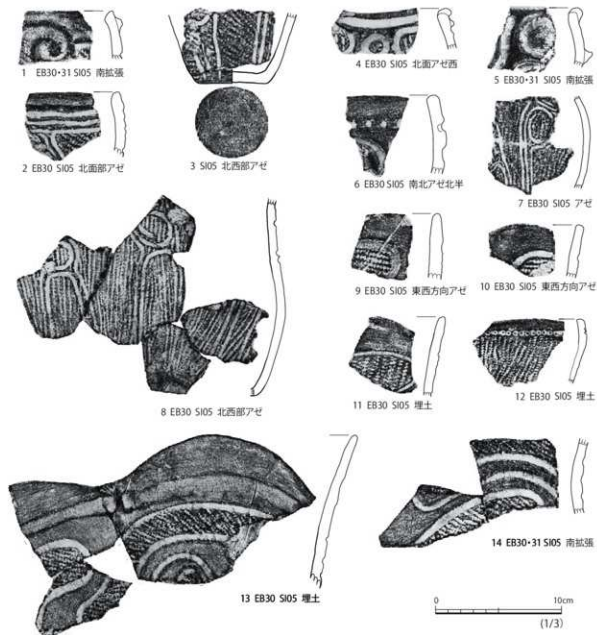 1 EB30・31 SI05 南拡張
2 EB30 SI05 北面部アゼ
3 SI05 北西部アゼ
4 EB30 SI05 北面アゼ西
5 EB30・31 SI05 南拡張
6 EB30 SI05 南北アゼ北半
7 EB30 SI05 アゼ
8 EB30 SI05 北西部アゼ
9 EB30 SI05 東西方向アゼ
10 EB30 SI05 東西方向アゼ
11 EB30 SI05 埋土
12 EB30 SI05 埋土
13 EB30 SI05 埋土
14 EB30・31 SI05 南拡張
0 10cm
(1/3)